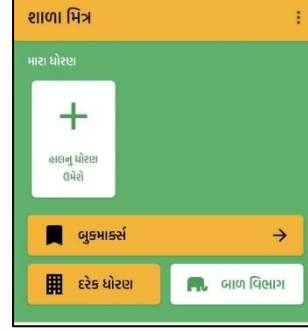 શાળા મિત્ર
મારા ધોરણ
હાલનુ ધોરણ
ઉમેરો
બુકમાર્ક્સ
દરેક ધોરણ
બાળ વિભાગ